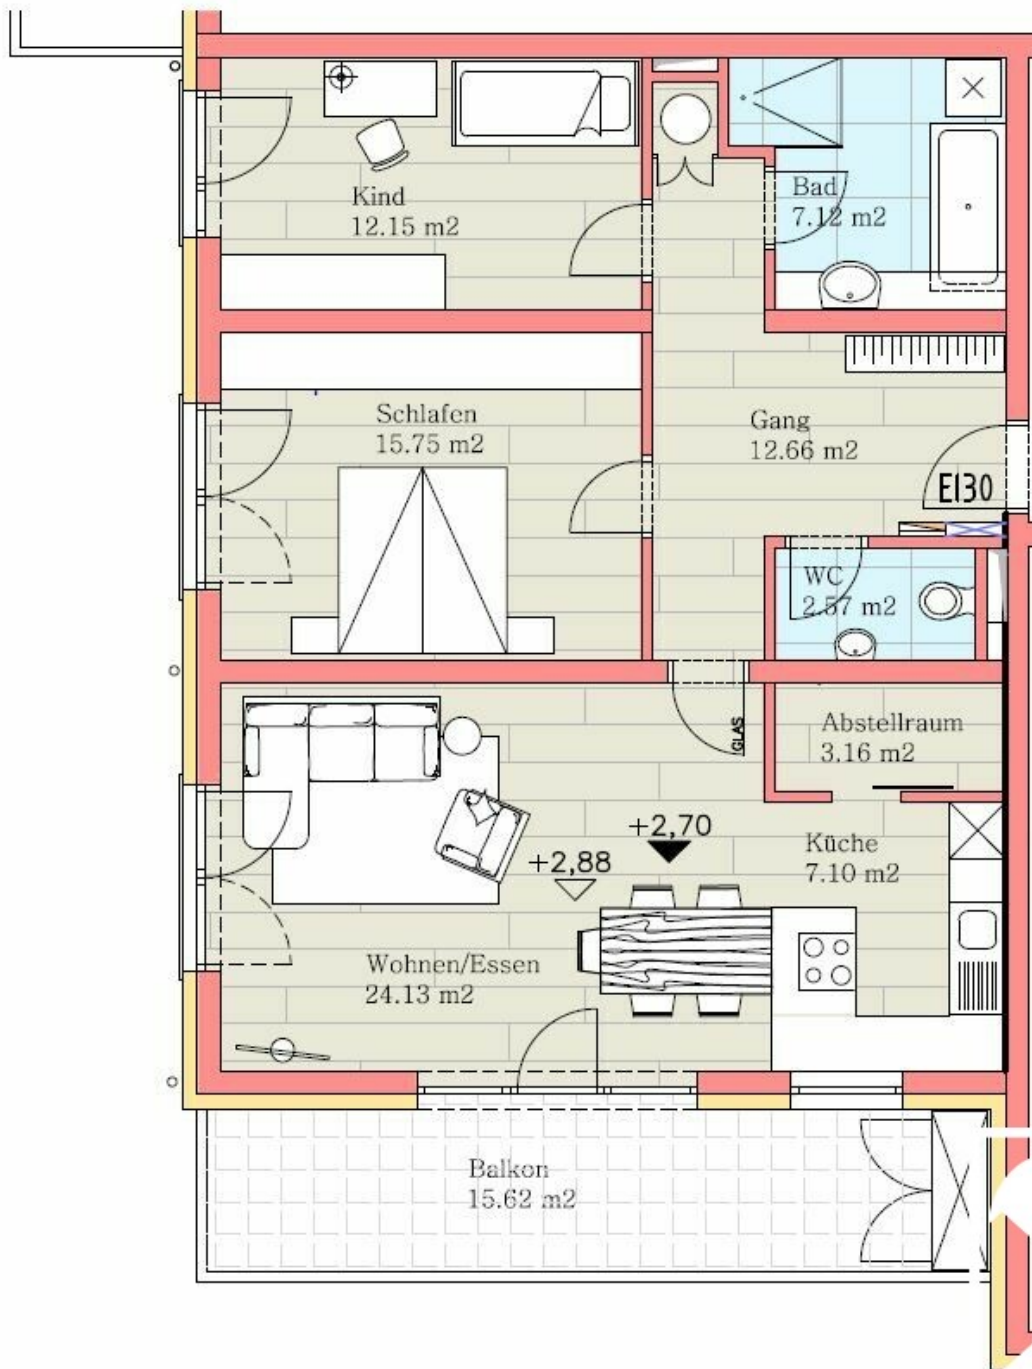 Kind
12.15 m2
Bad
7.12 m2
Schlafen
15.75 m2
Gang
12.66 m2
EI30
WC
2.57 m2
GLAS
Abstellraum
3.16 m2
+2,70
+2,88
Küche
7.10 m2
Wohnen/Essen
24.13 m2
Balkon
15.62 m2